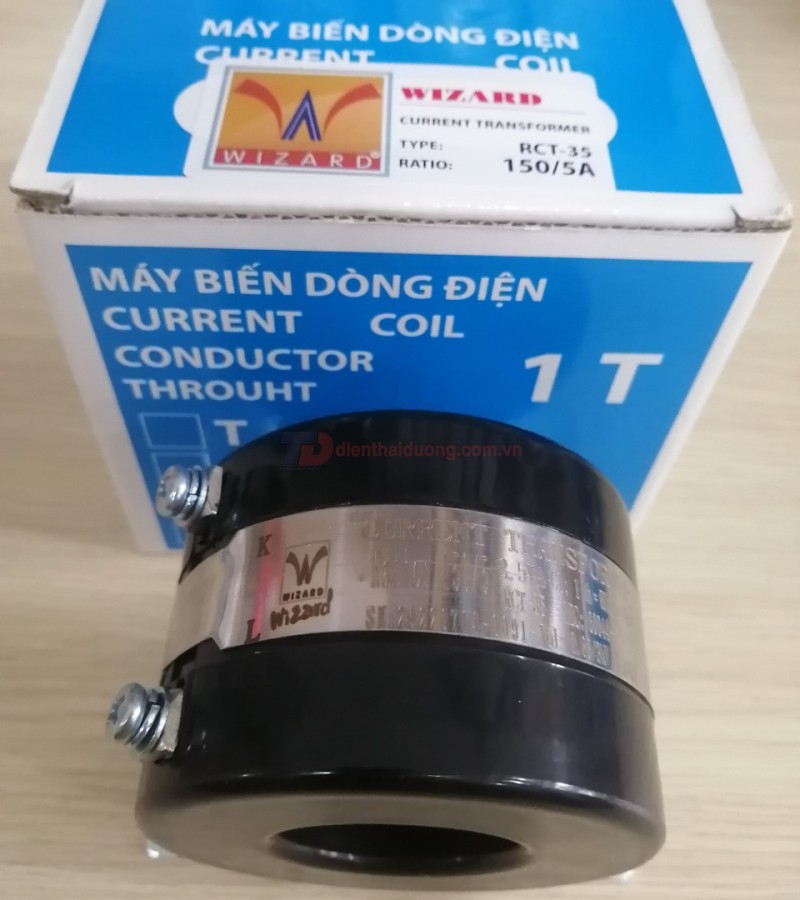 MÁY BIẾN DÒNG ĐIỆN
CURRENT COIL
WIZARD
WIZARD
CURRENT TRANSFORMER
TYPE: RCT-35
RATIO: 150/5A
MÁY BIẾN DÒNG ĐIỆN
CURRENT COIL
CONDUCTOR
THROUHT
1 T
T
dienthaiduong.com.vn
K
CURRENT
WIZARD
Wizard
L